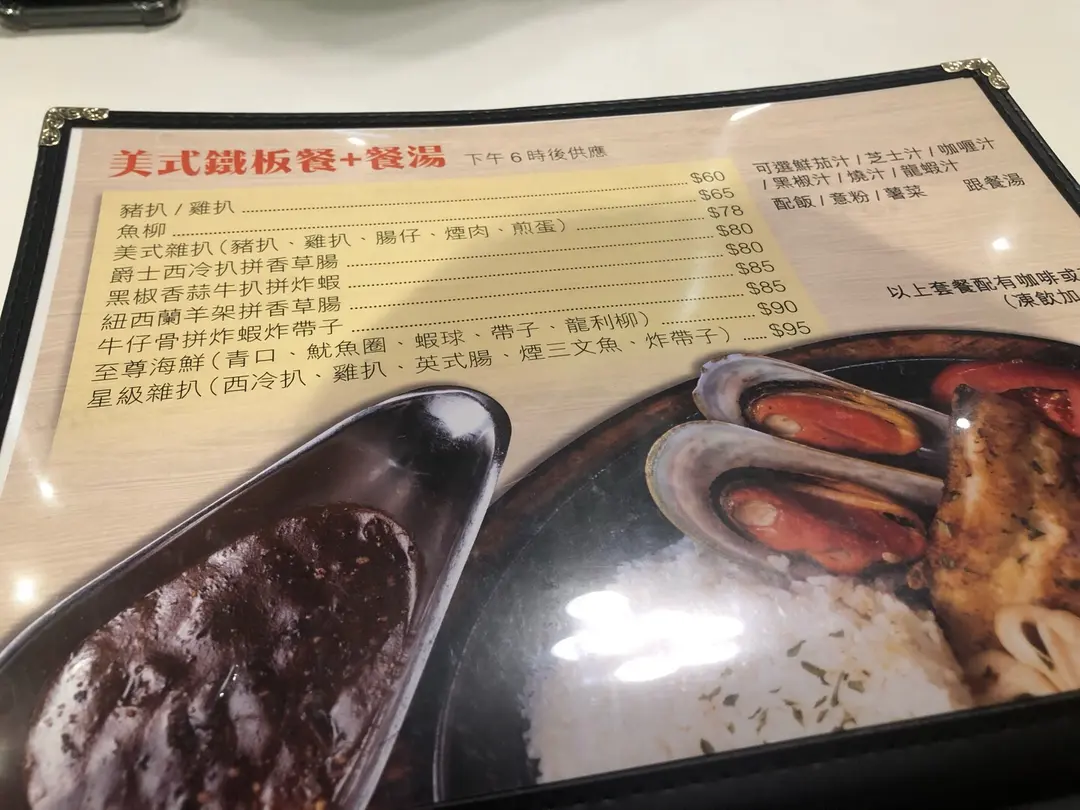 美式鐵板餐+餐湯 下午6時後供應
豬扒 / 雞扒 $60
魚柳 $65
美式雜扒(豬扒、雞扒、腸仔、煙肉、煎蛋) $78
爵士西冷扒拼香草腸 $80
黑椒香蒜牛扒拼炸蝦 $80
紐西蘭羊架拼香草腸 $85
牛仔骨拼炸蝦炸帶子 $85
至尊海鮮(青口、魷魚圈、蝦球、帶子、龍利柳) $90
星級雜扒(西冷扒、雞扒、英式腸、煙三文魚、炸帶子) $95
可選鮮茄汁 / 芝士汁 / 咖喱汁
/ 黑椒汁 / 燒汁 / 龍蝦汁
配飯 / 薏粉 / 薯菜 跟餐湯
以上套餐配有咖啡或
(凍飲加